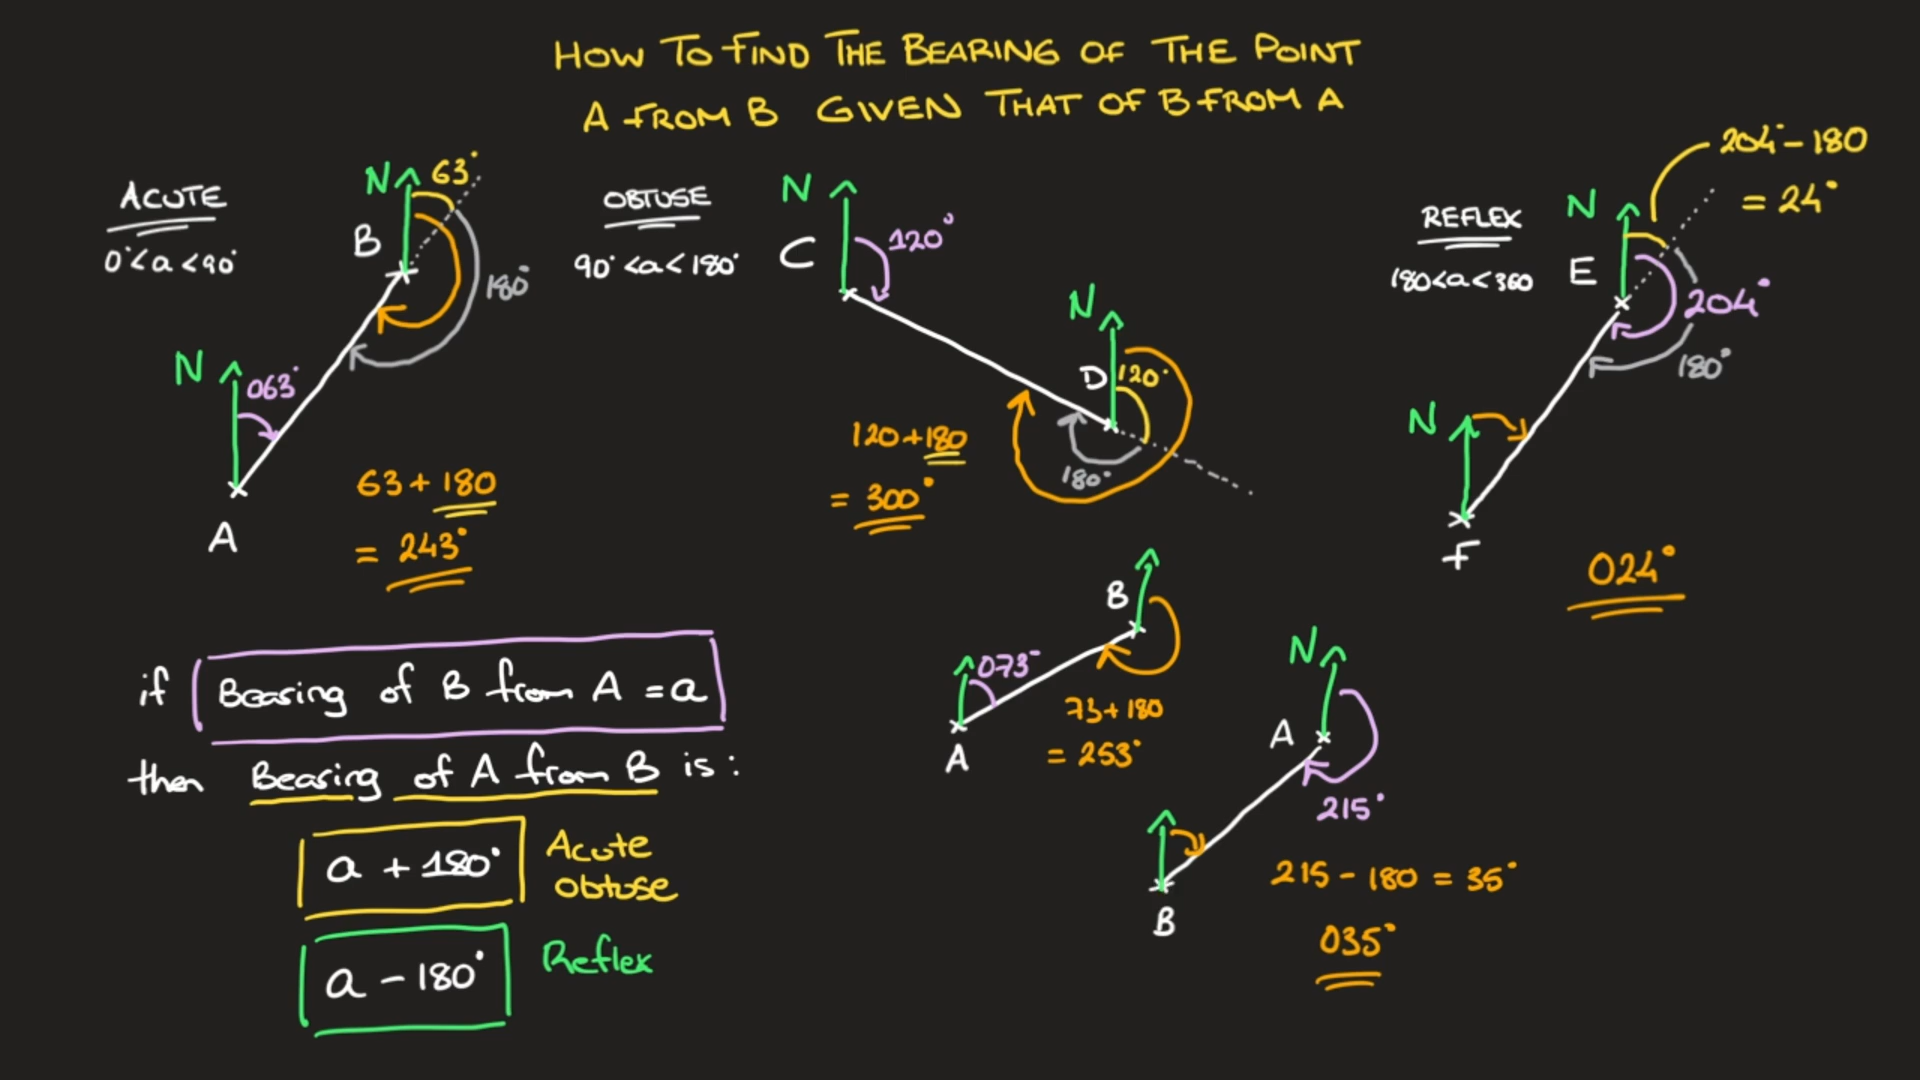 HOW TO FIND THE BEARING OF THE POINT
A FROM B GIVEN THAT OF B FROM A
ACUTE
0°<a<90°
N
63°
B
180°
N
063°
A
63+180
= 243°
OBTUSE
90°<a<180°
N
C
120°
N
D
120°
180°
120+180
= 300°
REFLEX
180<a<360
N
E
204°-180
= 24°
204°
180°
N
F
024°
if Bearing of B from A = a
then Bearing of A from B is:
a + 180°
Acute
obtuse
a - 180°
Reflex
B
073°
A
73+180
= 253°
N
A
215°
B
215 - 180 = 35°
035°